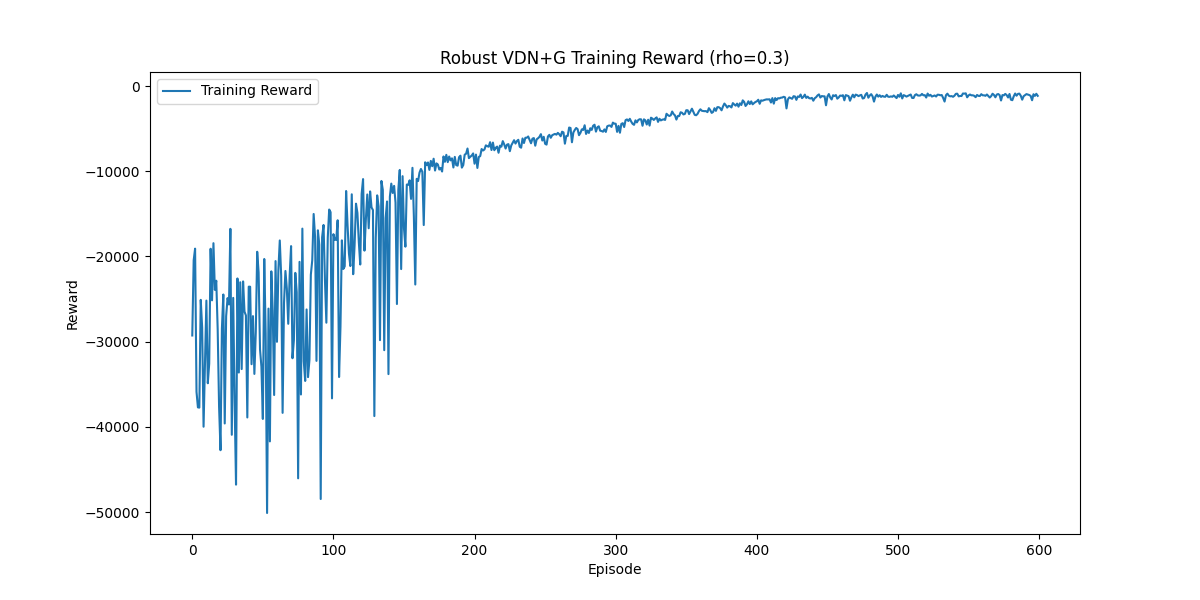 Robust VDN+G Training Reward (rho=0.3)
Training Reward
0
−10000
−20000
−30000
−40000
−50000
Reward
0 100 200 300 400 500 600
Episode